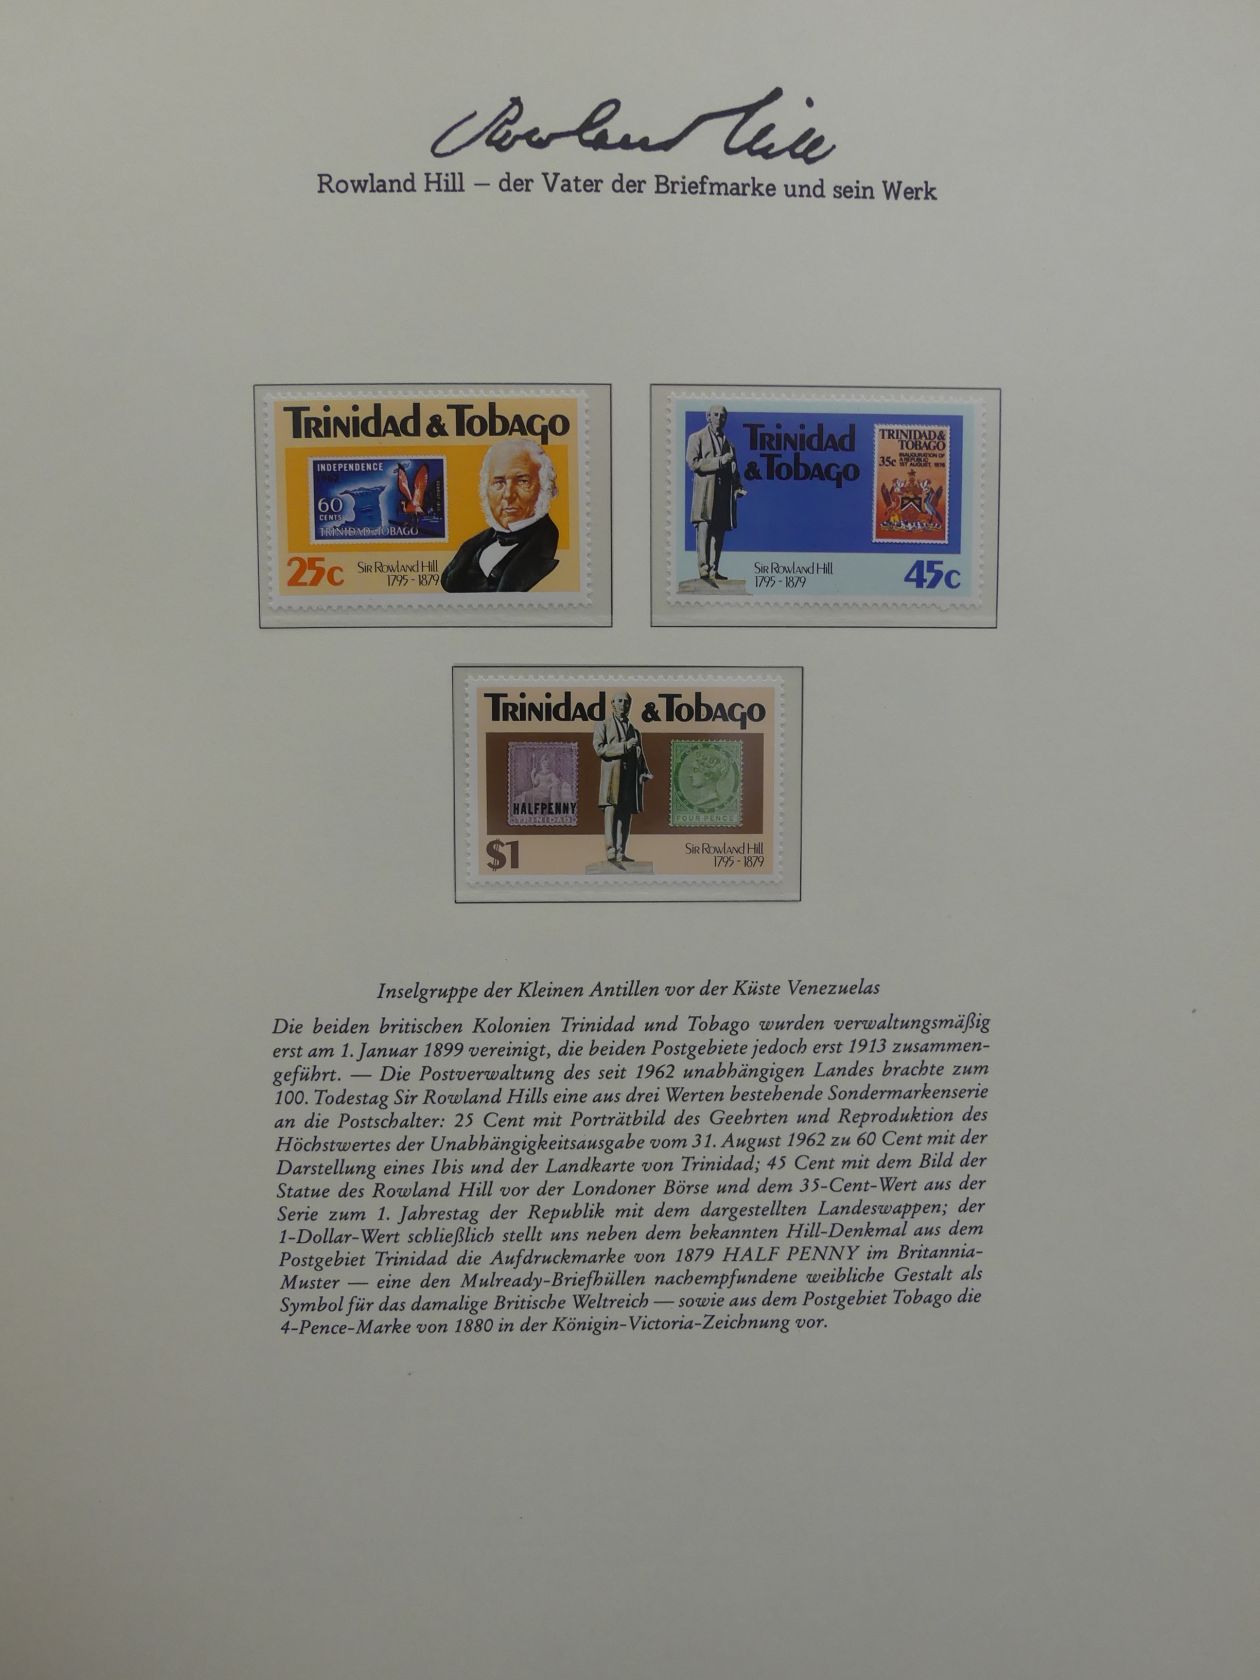 Rowland Hill
Rowland Hill – der Vater der Briefmarke und sein Werk
Trinidad & Tobago
INDEPENDENCE
1962
60
CENTS
TRINIDAD & TOBAGO
25c
Sir Rowland Hill
1795 - 1879
Trinidad
& Tobago
TRINIDAD &
TOBAGO
35c
INAUGURATION OF
A REPUBLIC
1ST AUGUST, 1976
Sir Rowland Hill
1795 - 1879
45c
Trinidad & Tobago
HALFPENNY
FOUR PENCE
$1
Sir Rowland Hill
1795 - 1879
Inselgruppe der Kleinen Antillen vor der Küste Venezuelas
Die beiden britischen Kolonien Trinidad und Tobago wurden verwaltungsmäßig
erst am 1. Januar 1899 vereinigt, die beiden Postgebiete jedoch erst 1913 zusammen-
geführt. — Die Postverwaltung des seit 1962 unabhängigen Landes brachte zum
100. Todestag Sir Rowland Hills eine aus drei Werten bestehende Sondermarkenserie
an die Postschalter: 25 Cent mit Porträtbild des Geehrten und Reproduktion des
Höchstwertes der Unabhängigkeitsausgabe vom 31. August 1962 zu 60 Cent mit der
Darstellung eines Ibis und der Landkarte von Trinidad; 45 Cent mit dem Bild der
Statue des Rowland Hill vor der Londoner Börse und dem 35-Cent-Wert aus der
Serie zum 1. Jahrestag der Republik mit dem dargestellten Landeswappen; der
1-Dollar-Wert schließlich stellt uns neben dem bekannten Hill-Denkmal aus dem
Postgebiet Trinidad die Aufdruckmarke von 1879 HALF PENNY im Britannia-
Muster — eine den Mulready-Briefhüllen nachempfundene weibliche Gestalt als
Symbol für das damalige Britische Weltreich — sowie aus dem Postgebiet Tobago die
4-Pence-Marke von 1880 in der Königin-Victoria-Zeichnung vor.